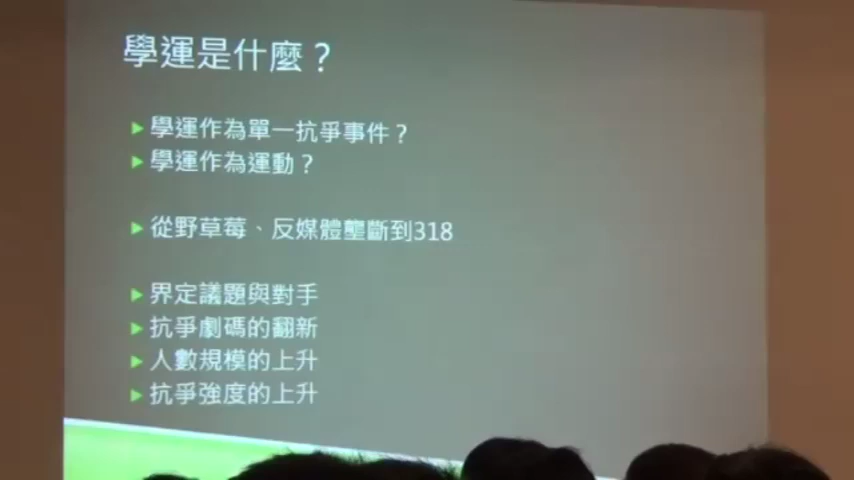 學運是什麼？
學運作為單一抗爭事件？
學運作為運動？
從野草莓、反媒體壟斷到318
界定議題與對手
抗爭劇碼的翻新
人數規模的上升
抗爭強度的上升